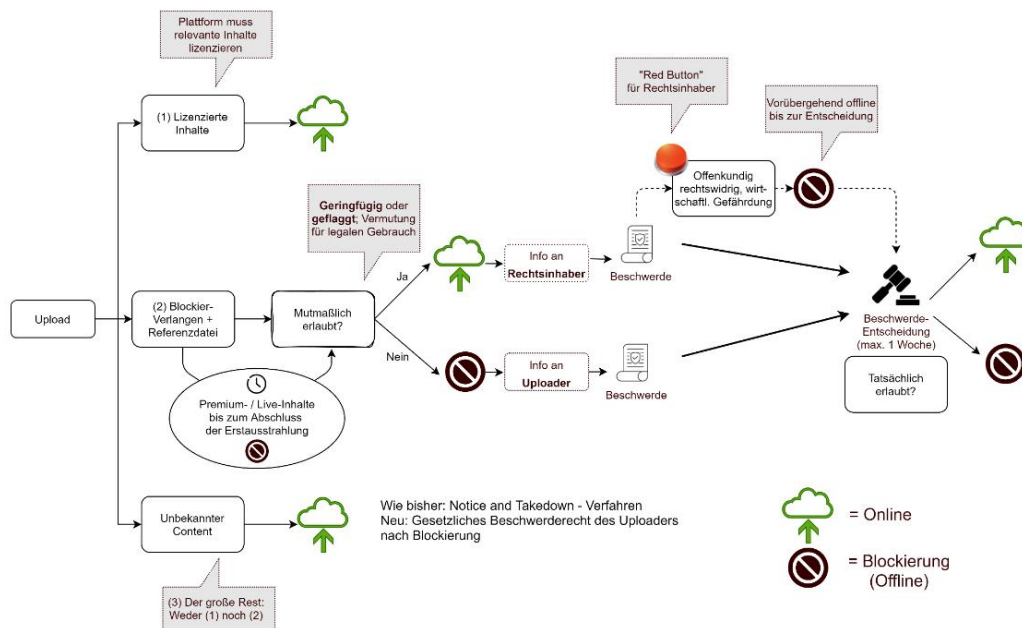 Plattform muss
relevante Inhalte
lizenzieren
(1) Lizenzierte
Inhalte
"Red Button"
für Rechtsinhaber
Vorübergehend offline
bis zur Entscheidung
Offenkundig
rechtswidrig, wirt-
schaftl. Gefährdung
Geringfügig oder
geflaggt; Vermutung
für legalen Gebrauch
Upload
(2) Blockier-
Verlangen +
Referenzdatei
Mutmaßlich
erlaubt?
Ja
Info an
Rechtsinhaber
Beschwerde
Nein
Info an
Uploader
Beschwerde
Beschwerde-
Entscheidung
(max. 1 Woche)
Tatsächlich
erlaubt?
Premium- / Live-Inhalte
bis zum Abschluss
der Erstausstrahlung
Unbekannter
Content
Wie bisher: Notice and Takedown - Verfahren
Neu: Gesetzliches Beschwerderecht des Uploaders
nach Blockierung
(3) Der große Rest:
Weder (1) noch (2)
= Online
= Blockierung
(Offline)